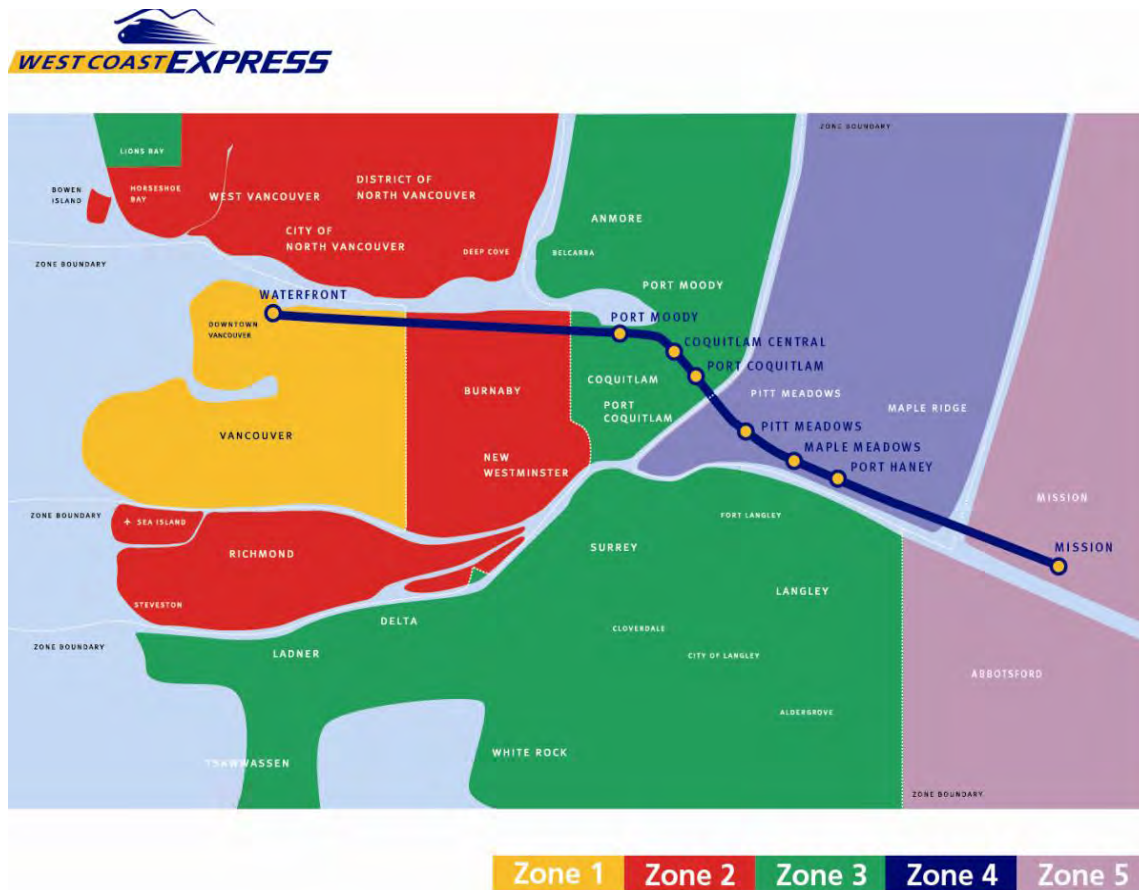 WEST COAST EXPRESS
ZONE BOUNDARY
LIONS BAY
BOWEN
ISLAND
HORSESHOE
BAY
WEST VANCOUVER
DISTRICT OF
NORTH VANCOUVER
CITY OF
NORTH VANCOUVER
DEEP COVE
ANMORE
BELCARRA
ZONE BOUNDARY
PORT MOODY
WATERFRONT
DOWNTOWN
VANCOUVER
PORT MOODY
COQUITLAM CENTRAL
PORT COQUITLAM
BURNABY
COQUITLAM
PORT
COQUITLAM
PITT MEADOWS
MAPLE RIDGE
VANCOUVER
PITT MEADOWS
MAPLE MEADOWS
PORT HANEY
NEW
WESTMINSTER
MISSION
ZONE BOUNDARY
SEA ISLAND
FORT LANGLEY
RICHMOND
SURREY
MISSION
STEVESTON
LANGLEY
DELTA
CLOVERDALE
ZONE BOUNDARY
LADNER
CITY OF LANGLEY
ABBOTSFORD
ALDERGROVE
TSAWWASSEN
WHITE ROCK
ZONE BOUNDARY
Zone 1 Zone 2 Zone 3 Zone 4 Zone 5